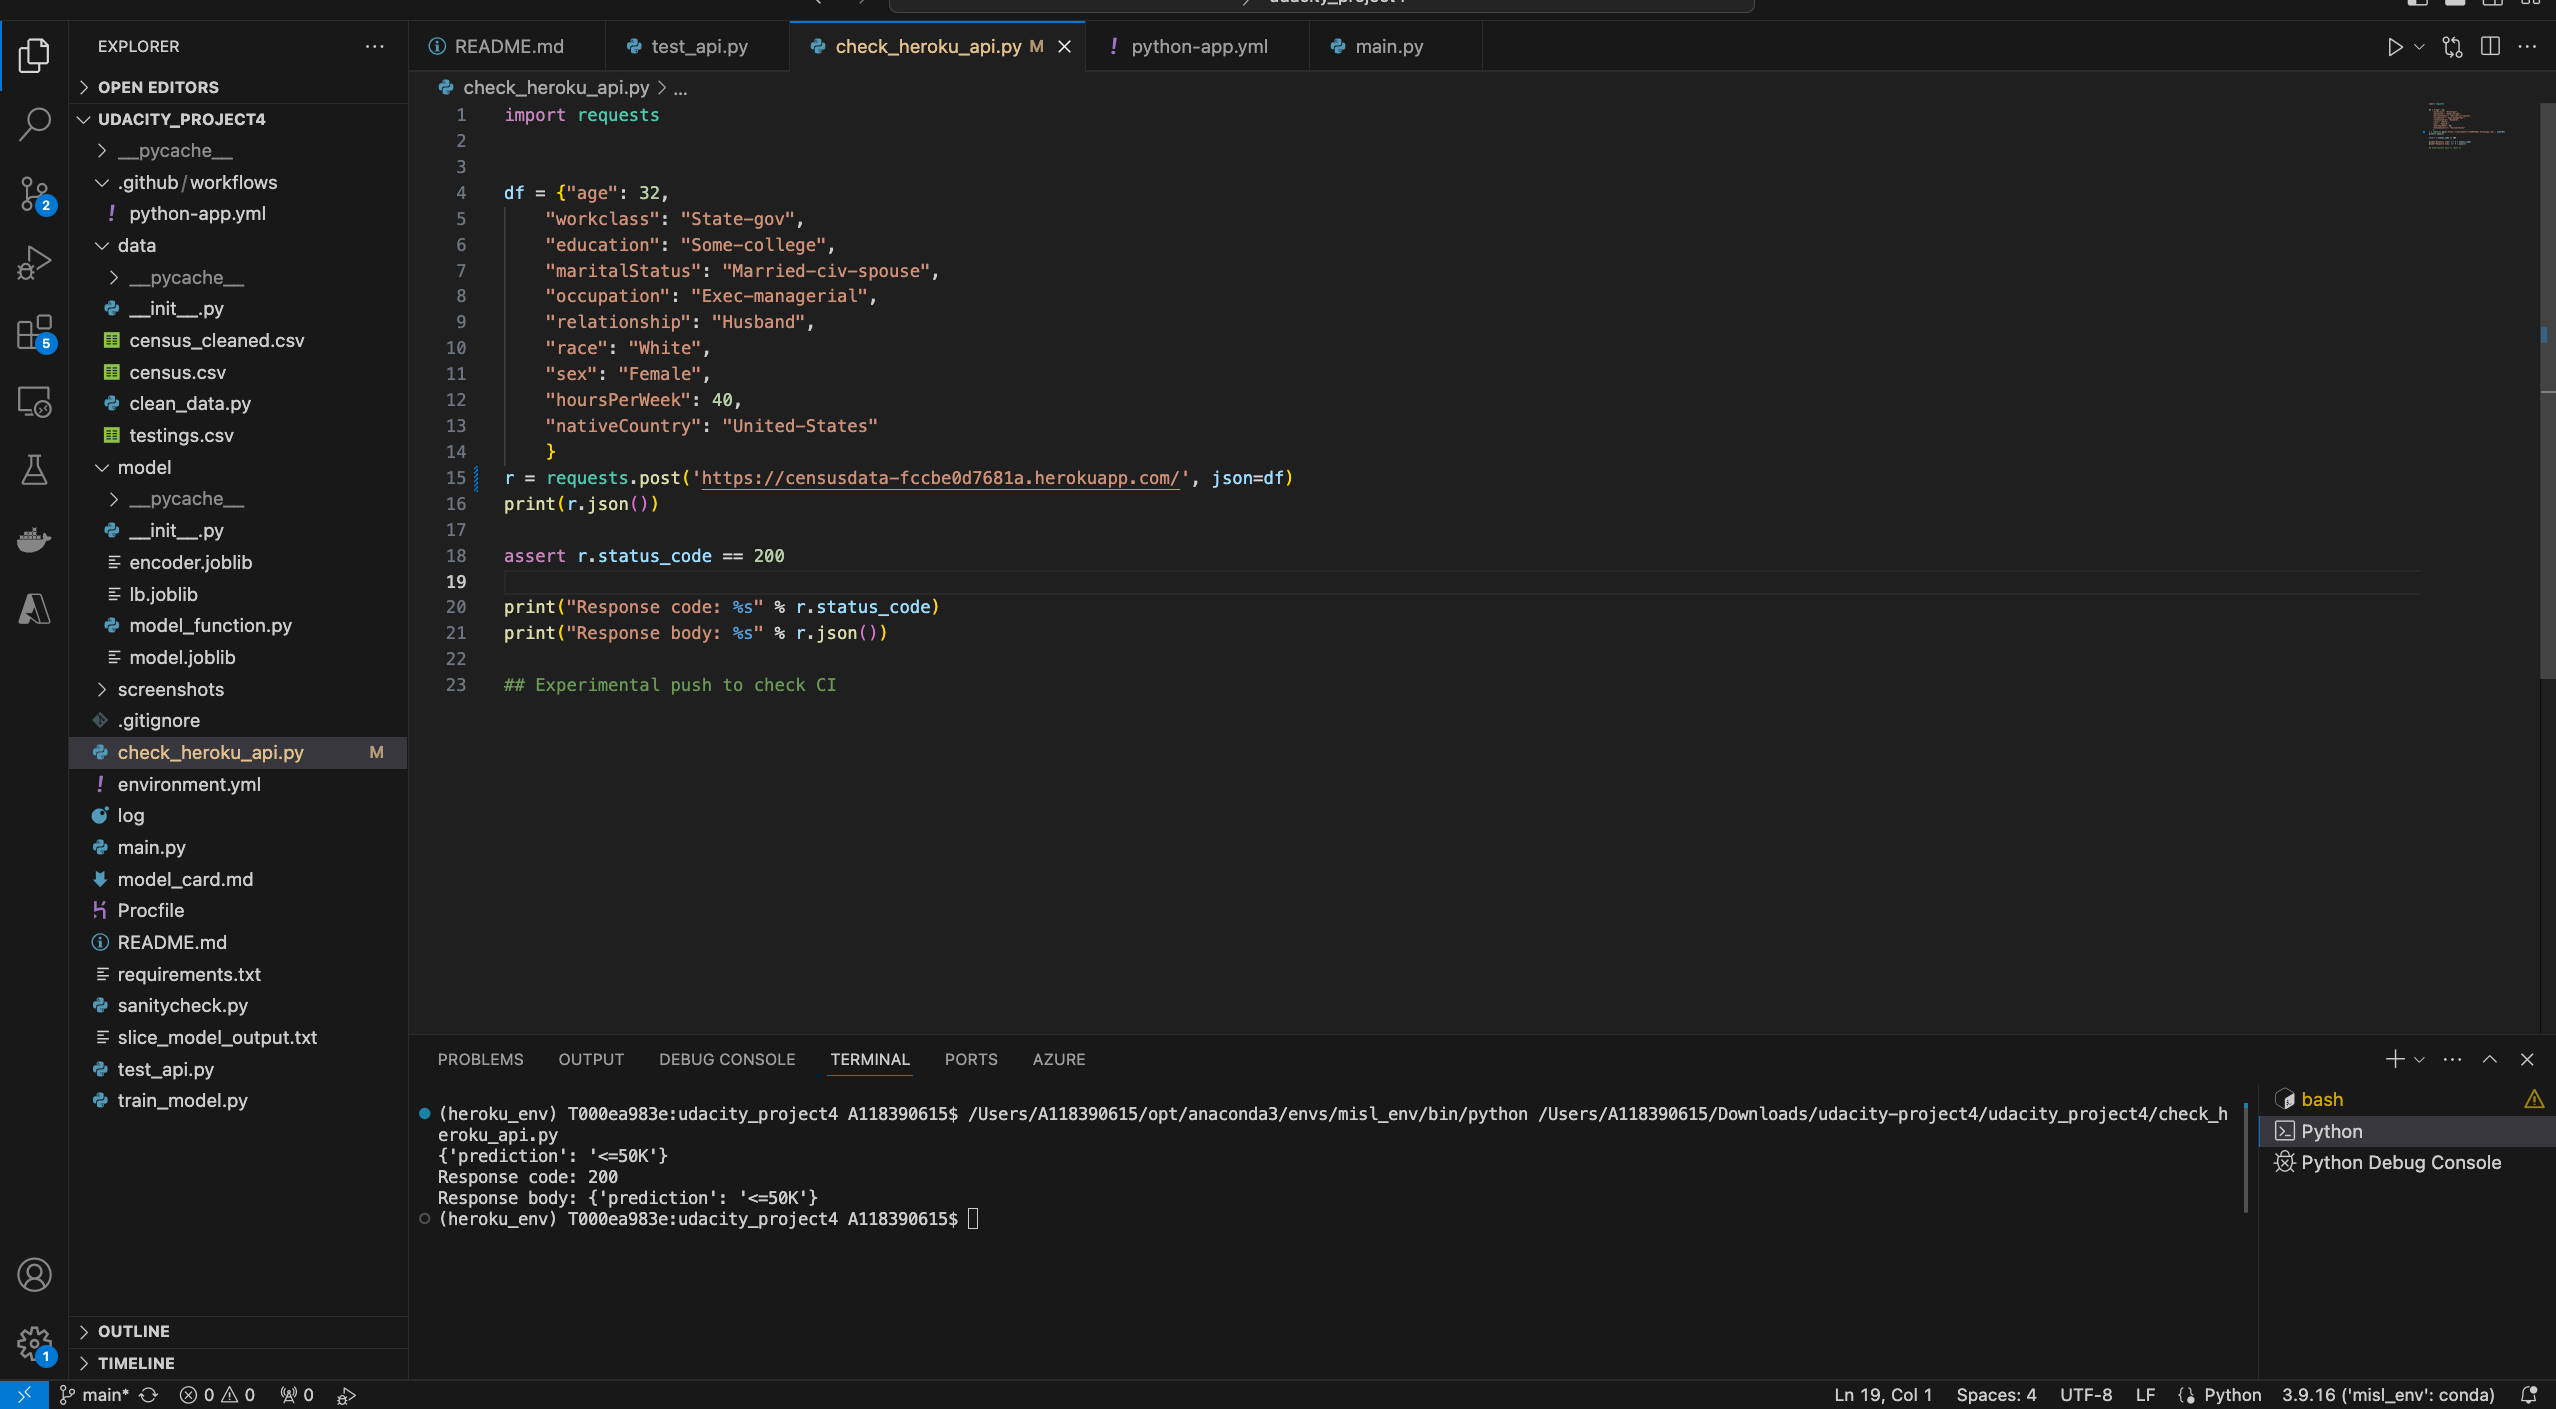 EXPLORER
OPEN EDITORS
UDACITY_PROJECT4
__pycache__
.github/workflows
! python-app.yml
data
__pycache__
__init__.py
census_cleaned.csv
census.csv
clean_data.py
testings.csv
model
__pycache__
__init__.py
encoder.joblib
lb.joblib
model_function.py
model.joblib
screenshots
.gitignore
check_heroku_api.py M
! environment.yml
log
main.py
model_card.md
Procfile
README.md
requirements.txt
sanitycheck.py
slice_model_output.txt
test_api.py
train_model.py
OUTLINE
TIMELINE
2
5
1
README.md
test_api.py
check_heroku_api.py M
! python-app.yml
main.py
check_heroku_api.py > ...
1 import requests
2
3
4 df = {"age": 32,
5 "workclass": "State-gov",
6 "education": "Some-college",
7 "maritalStatus": "Married-civ-spouse",
8 "occupation": "Exec-managerial",
9 "relationship": "Husband",
10 "race": "White",
11 "sex": "Female",
12 "hoursPerWeek": 40,
13 "nativeCountry": "United-States"
14 }
15 r = requests.post('https://censusdata-fccbe0d7681a.herokuapp.com/', json=df)
16 print(r.json())
17
18 assert r.status_code == 200
19
20 print("Response code: %s" % r.status_code)
21 print("Response body: %s" % r.json())
22
23 ## Experimental push to check CI
PROBLEMS OUTPUT DEBUG CONSOLE TERMINAL PORTS AZURE
(heroku_env) T000ea983e:udacity_project4 A118390615$ /Users/A118390615/opt/anaconda3/envs/misl_env/bin/python /Users/A118390615/Downloads/udacity-project4/udacity_project4/check_h
eroku_api.py
{'prediction': '<=50K'}
Response code: 200
Response body: {'prediction': '<=50K'}
(heroku_env) T000ea983e:udacity_project4 A118390615$
bash
Python
Python Debug Console
main* 0 0 0
Ln 19, Col 1 Spaces: 4 UTF-8 LF Python 3.9.16 ('misl_env': conda)